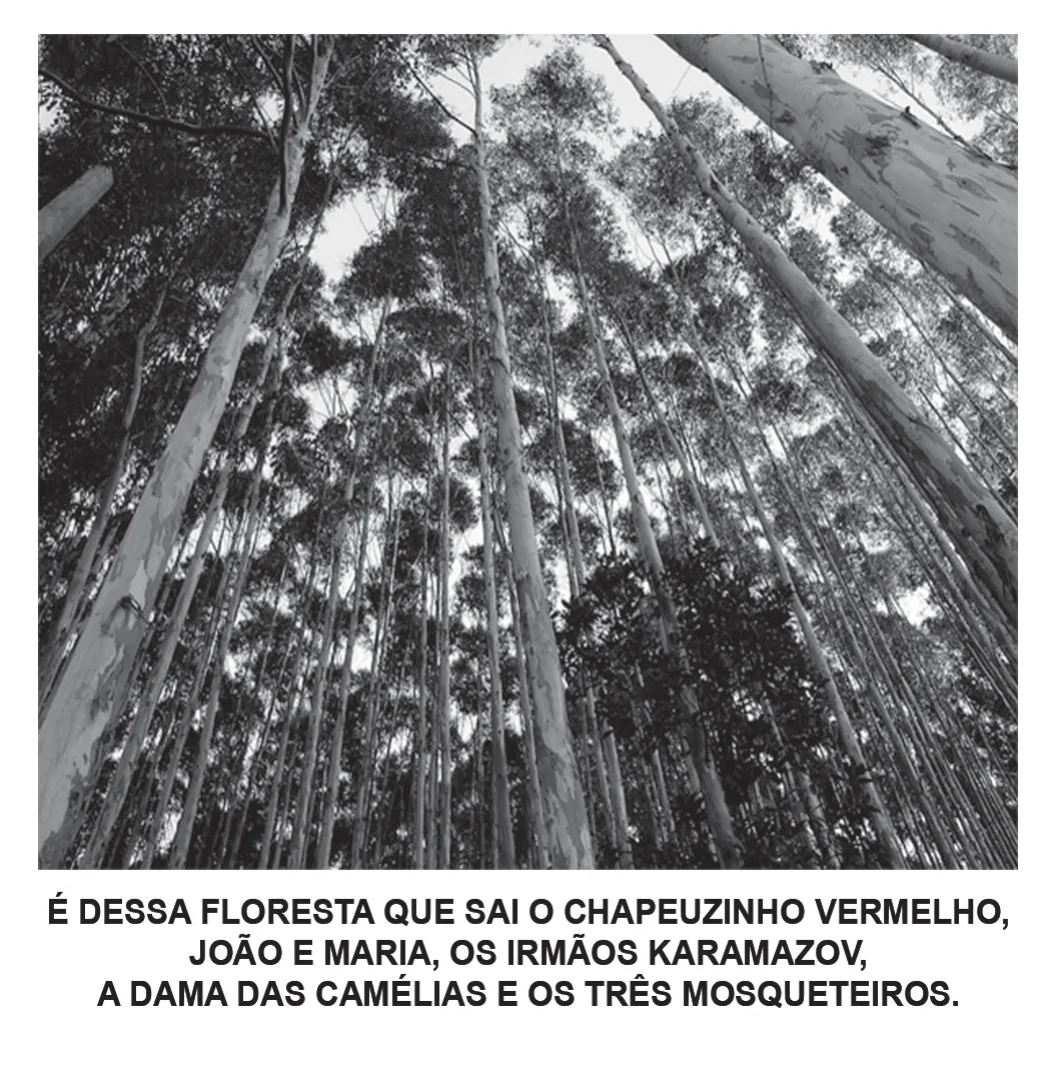 É DESSA FLORESTA QUE SAI O CHAPEUZINHO VERMELHO,
JOÃO E MARIA, OS IRMÃOS KARAMAZOV,
A DAMA DAS CAMÉLIAS E OS TRÊS MOSQUETEIROS.